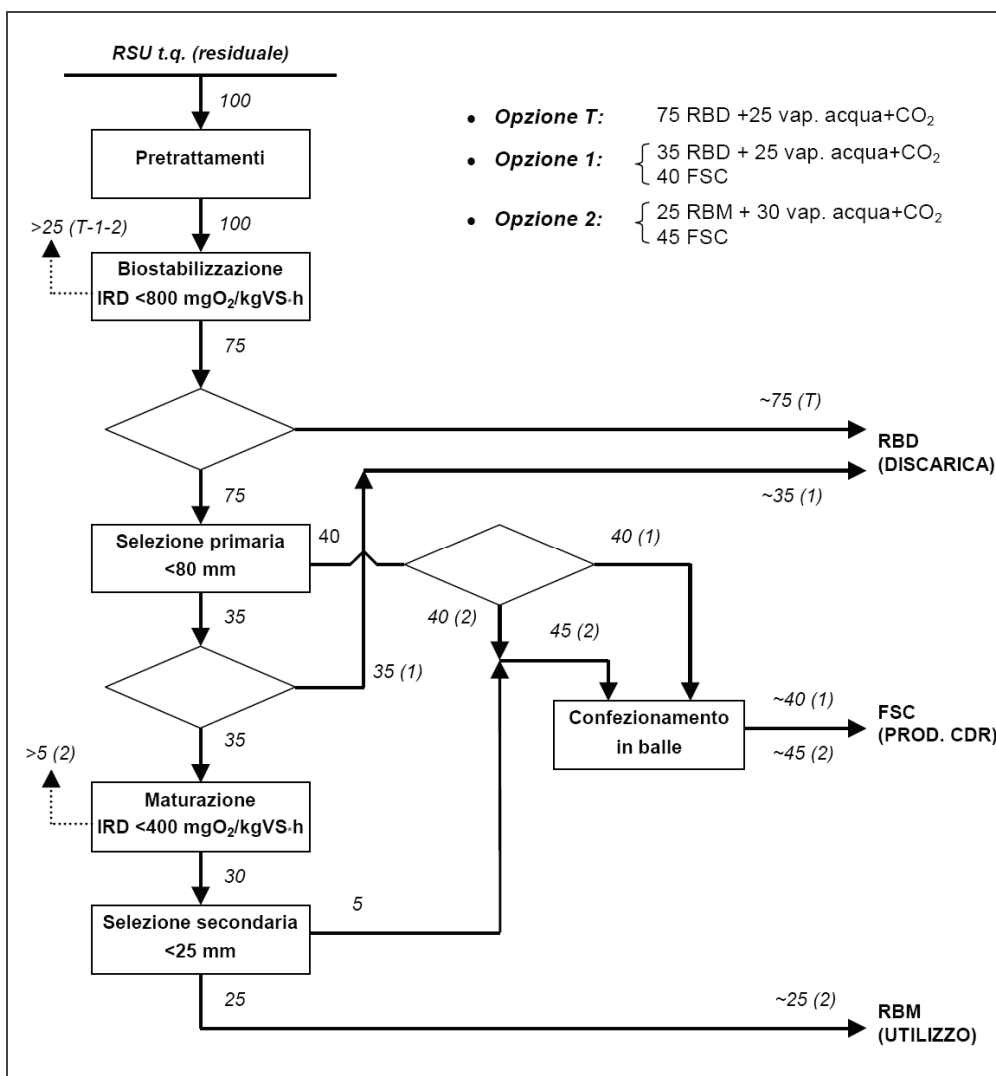 RSU t.q. (residuale)
100
• Opzione T: 75 RBD +25 vap. acqua+CO₂
Pretrattamenti
• Opzione 1: { 35 RBD + 25 vap. acqua+CO₂
40 FSC
• Opzione 2: { 25 RBM + 30 vap. acqua+CO₂
45 FSC
100
>25 (T-1-2)
Biostabilizzazione
IRD <800 mgO₂/kgVS*h
75
~75 (T)
RBD
(DISCARICA)
~35 (1)
75
Selezione primaria
<80 mm
40
40 (1)
40 (2)
45 (2)
35
35 (1)
Confezionamento
in balle
~40 (1)
FSC
(PROD. CDR)
~45 (2)
35
>5 (2)
Maturazione
IRD <400 mgO₂/kgVS*h
30
Selezione secondaria
<25 mm
5
25
~25 (2)
RBM
(UTILIZZO)